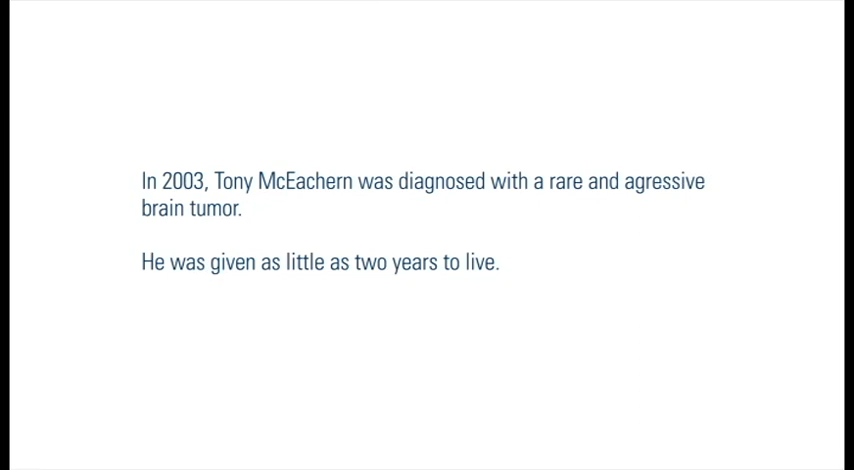 In 2003, Tony McEachern was diagnosed with a rare and agressive
brain tumor.
He was given as little as two years to live.